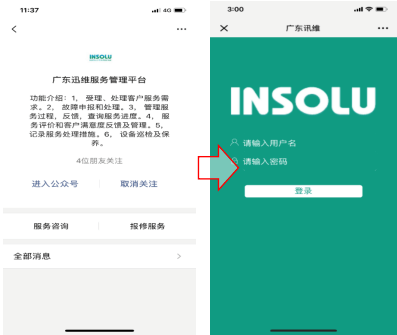 11:37
4G
INSOLU
广东迅维服务管理平台
功能介绍：1， 受理、处理客户服务需
求。2， 故障申报和处理。3， 管理服
务过程，反馈，查询服务进度。4， 服
务评价和客户满意度反馈及管理。5，
记录服务处理措施。6， 设备巡检及保
养。
4位朋友关注
进入公众号
取消关注
服务咨询
报修服务
全部消息
3:00
广东讯维
INSOLU
请输入用户名
请输入密码
登录